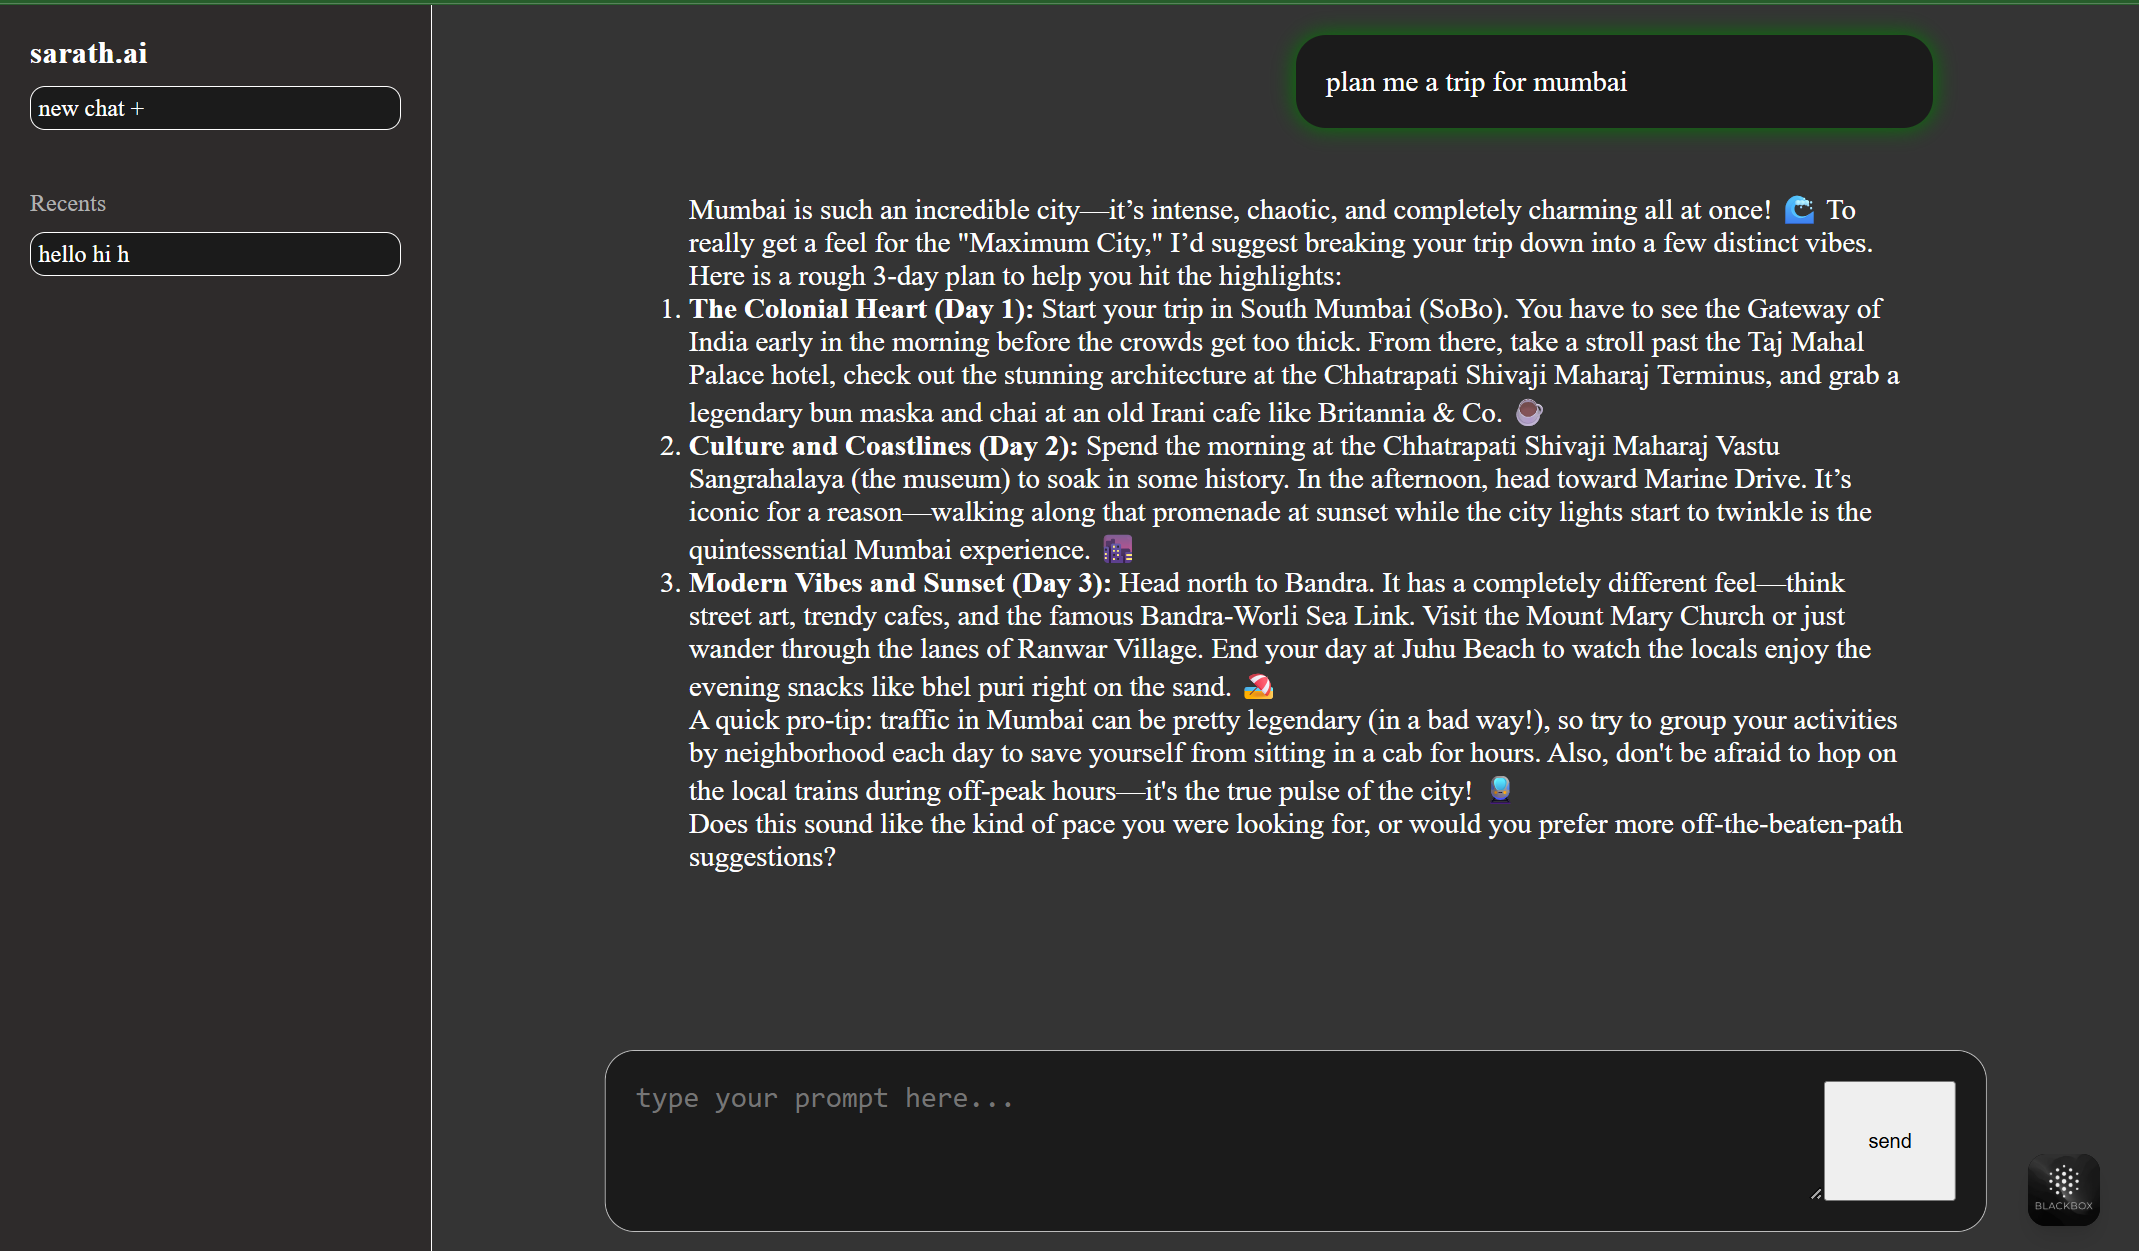 sarath.ai
new chat +
Recents
hello hi h
plan me a trip for mumbai
Mumbai is such an incredible city—it’s intense, chaotic, and completely charming all at once! 🌊 To
really get a feel for the "Maximum City," I’d suggest breaking your trip down into a few distinct vibes.
Here is a rough 3-day plan to help you hit the highlights:
1. The Colonial Heart (Day 1): Start your trip in South Mumbai (SoBo). You have to see the Gateway of
India early in the morning before the crowds get too thick. From there, take a stroll past the Taj Mahal
Palace hotel, check out the stunning architecture at the Chhatrapati Shivaji Maharaj Terminus, and grab a
legendary bun maska and chai at an old Irani cafe like Britannia & Co. ☕
2. Culture and Coastlines (Day 2): Spend the morning at the Chhatrapati Shivaji Maharaj Vastu
Sangrahalaya (the museum) to soak in some history. In the afternoon, head toward Marine Drive. It’s
iconic for a reason—walking along that promenade at sunset while the city lights start to twinkle is the
quintessential Mumbai experience. 🌆
3. Modern Vibes and Sunset (Day 3): Head north to Bandra. It has a completely different feel—think
street art, trendy cafes, and the famous Bandra-Worli Sea Link. Visit the Mount Mary Church or just
wander through the lanes of Ranwar Village. End your day at Juhu Beach to watch the locals enjoy the
evening snacks like bhel puri right on the sand. 🏖️
A quick pro-tip: traffic in Mumbai can be pretty legendary (in a bad way!), so try to group your activities
by neighborhood each day to save yourself from sitting in a cab for hours. Also, don't be afraid to hop on
the local trains during off-peak hours—it's the true pulse of the city! 🚇
Does this sound like the kind of pace you were looking for, or would you prefer more off-the-beaten-path
suggestions?
type your prompt here...
send
BLACKBOX